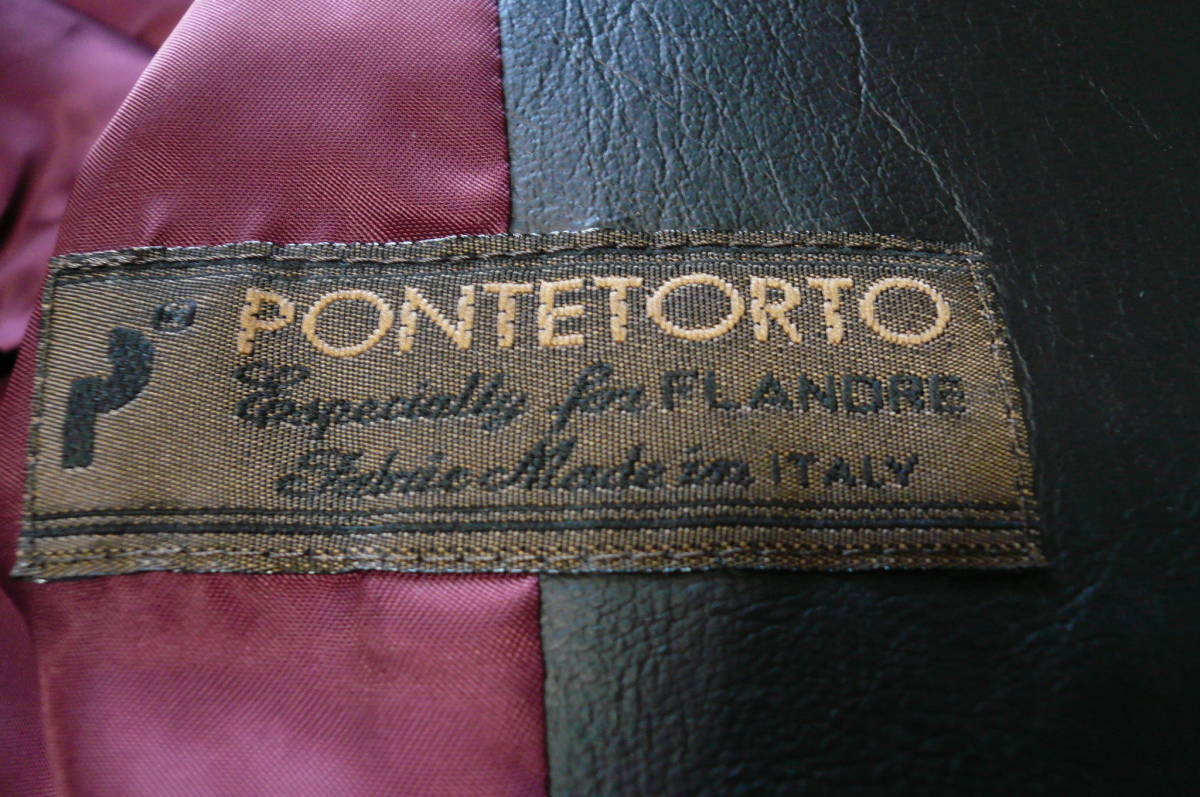 PONTETORTO
Especially for FLANDRE
Fabric Made in ITALY